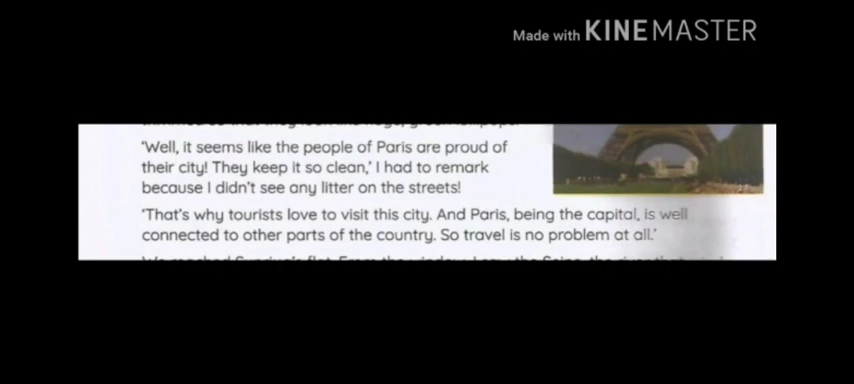 Made with KINEMASTER
'Well, it seems like the people of Paris are proud of
their city! They keep it so clean,' I had to remark
because I didn't see any litter on the streets!
'That's why tourists love to visit this city. And Paris, being the capital, is well
connected to other parts of the country. So travel is no problem at all.'